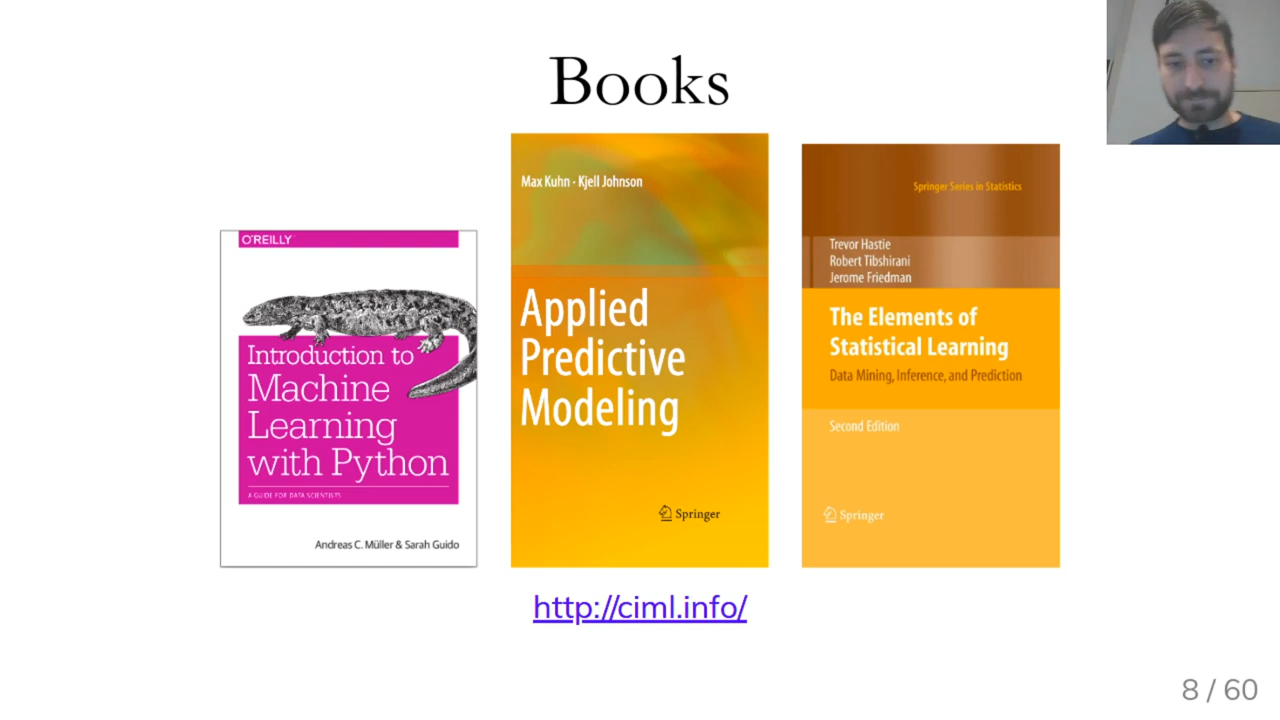 Books
O'REILLY
Introduction to
Machine
Learning
with Python
A GUIDE FOR DATA SCIENTISTS
Andreas C. Müller & Sarah Guido
Max Kuhn · Kjell Johnson
Applied
Predictive
Modeling
Springer
Springer Series in Statistics
Trevor Hastie
Robert Tibshirani
Jerome Friedman
The Elements of
Statistical Learning
Data Mining, Inference, and Prediction
Second Edition
Springer
http://ciml.info/
8 / 60